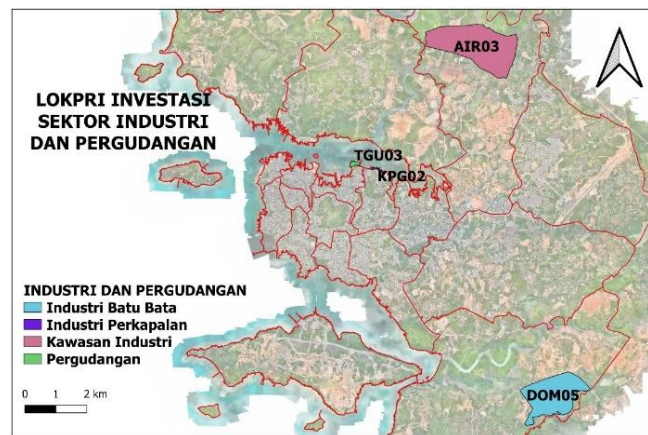 LOKPRI INVESTASI
SEKTOR INDUSTRI
DAN PERGUDANGAN
AIR03
TGU03
KPG02
INDUSTRI DAN PERGUDANGAN
Industri Batu Bata
Industri Perkapalan
Kawasan Industri
Pergudangan
0 1 2 km
DOM05